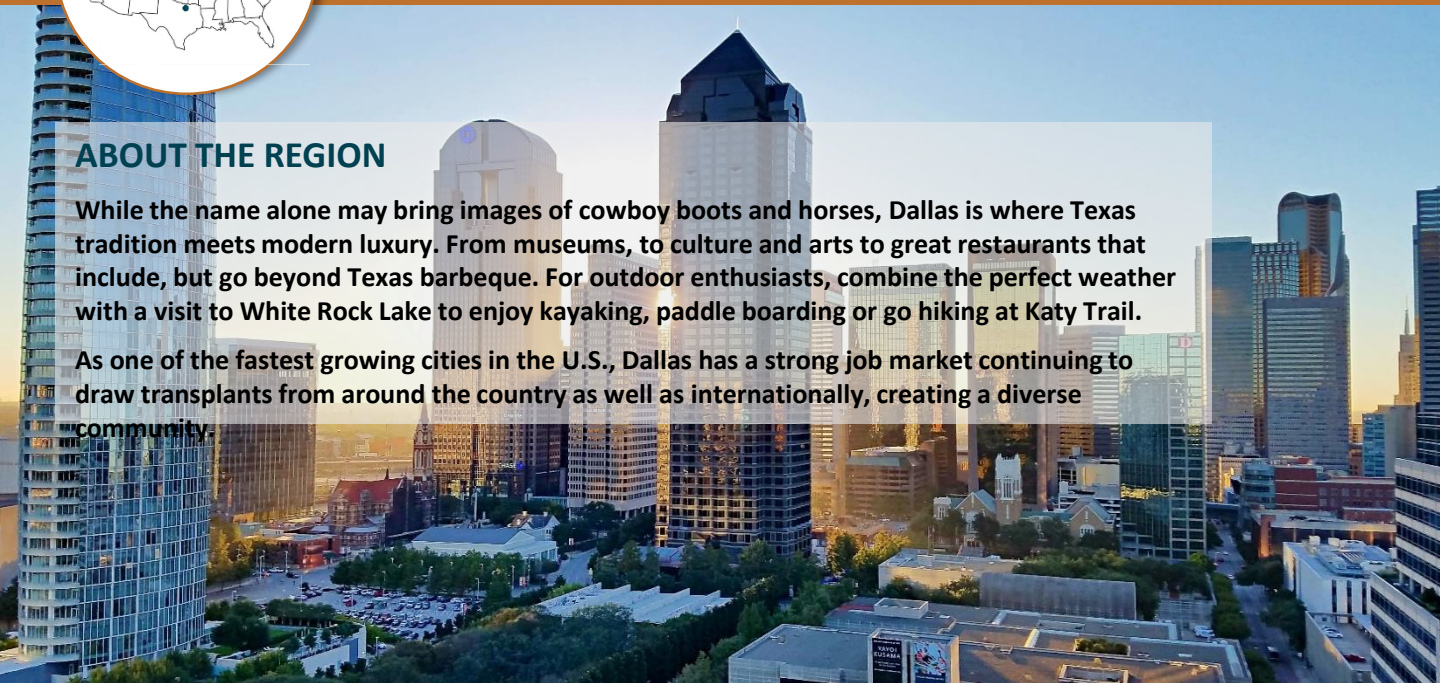 ABOUT THE REGION
While the name alone may bring images of cowboy boots and horses, Dallas is where Texas
tradition meets modern luxury. From museums, to culture and arts to great restaurants that
include, but go beyond Texas barbeque. For outdoor enthusiasts, combine the perfect weather
with a visit to White Rock Lake to enjoy kayaking, paddle boarding or go hiking at Katy Trail.
As one of the fastest growing cities in the U.S., Dallas has a strong job market continuing to
draw transplants from around the country as well as internationally, creating a diverse
community.
CHASE
YAYOI
KUSAMA